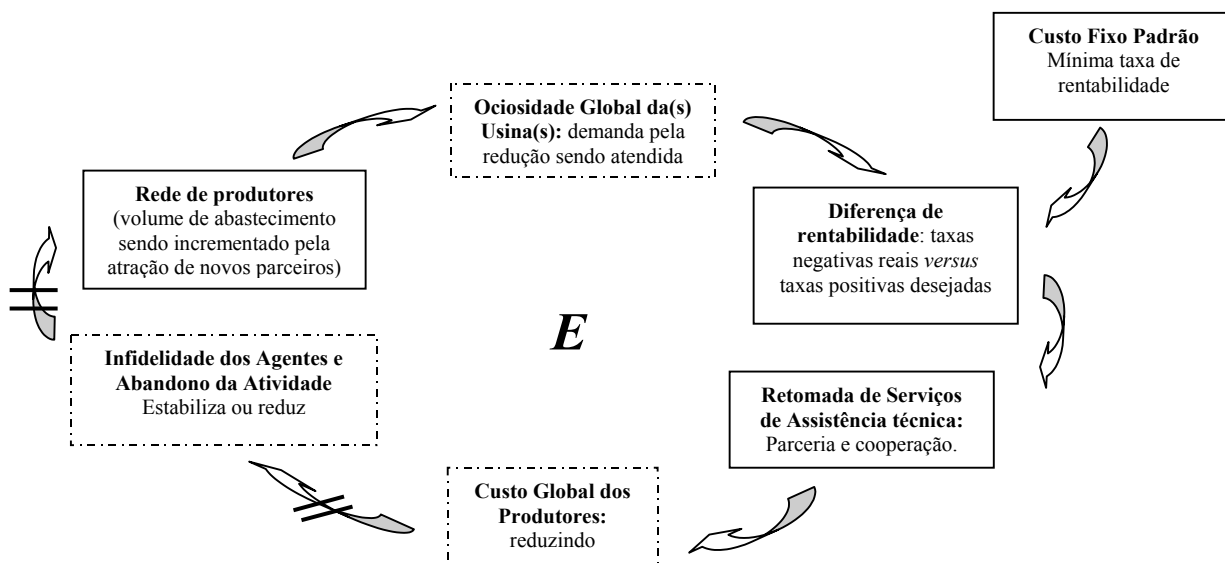 Custo Fixo Padrão
Mínima taxa de
rentabilidade
Ociosidade Global da(s)
Usina(s): demanda pela
redução sendo atendida
Rede de produtores
(volume de abastecimento
sendo incrementado pela
atração de novos parceiros)
Diferença de
rentabilidade: taxas
negativas reais versus
taxas positivas desejadas
E
Infidelidade dos Agentes e
Abandono da Atividade
Estabiliza ou reduz
Retomada de Serviços
de Assistência técnica:
Parceria e cooperação.
Custo Global dos
Produtores:
reduzindo